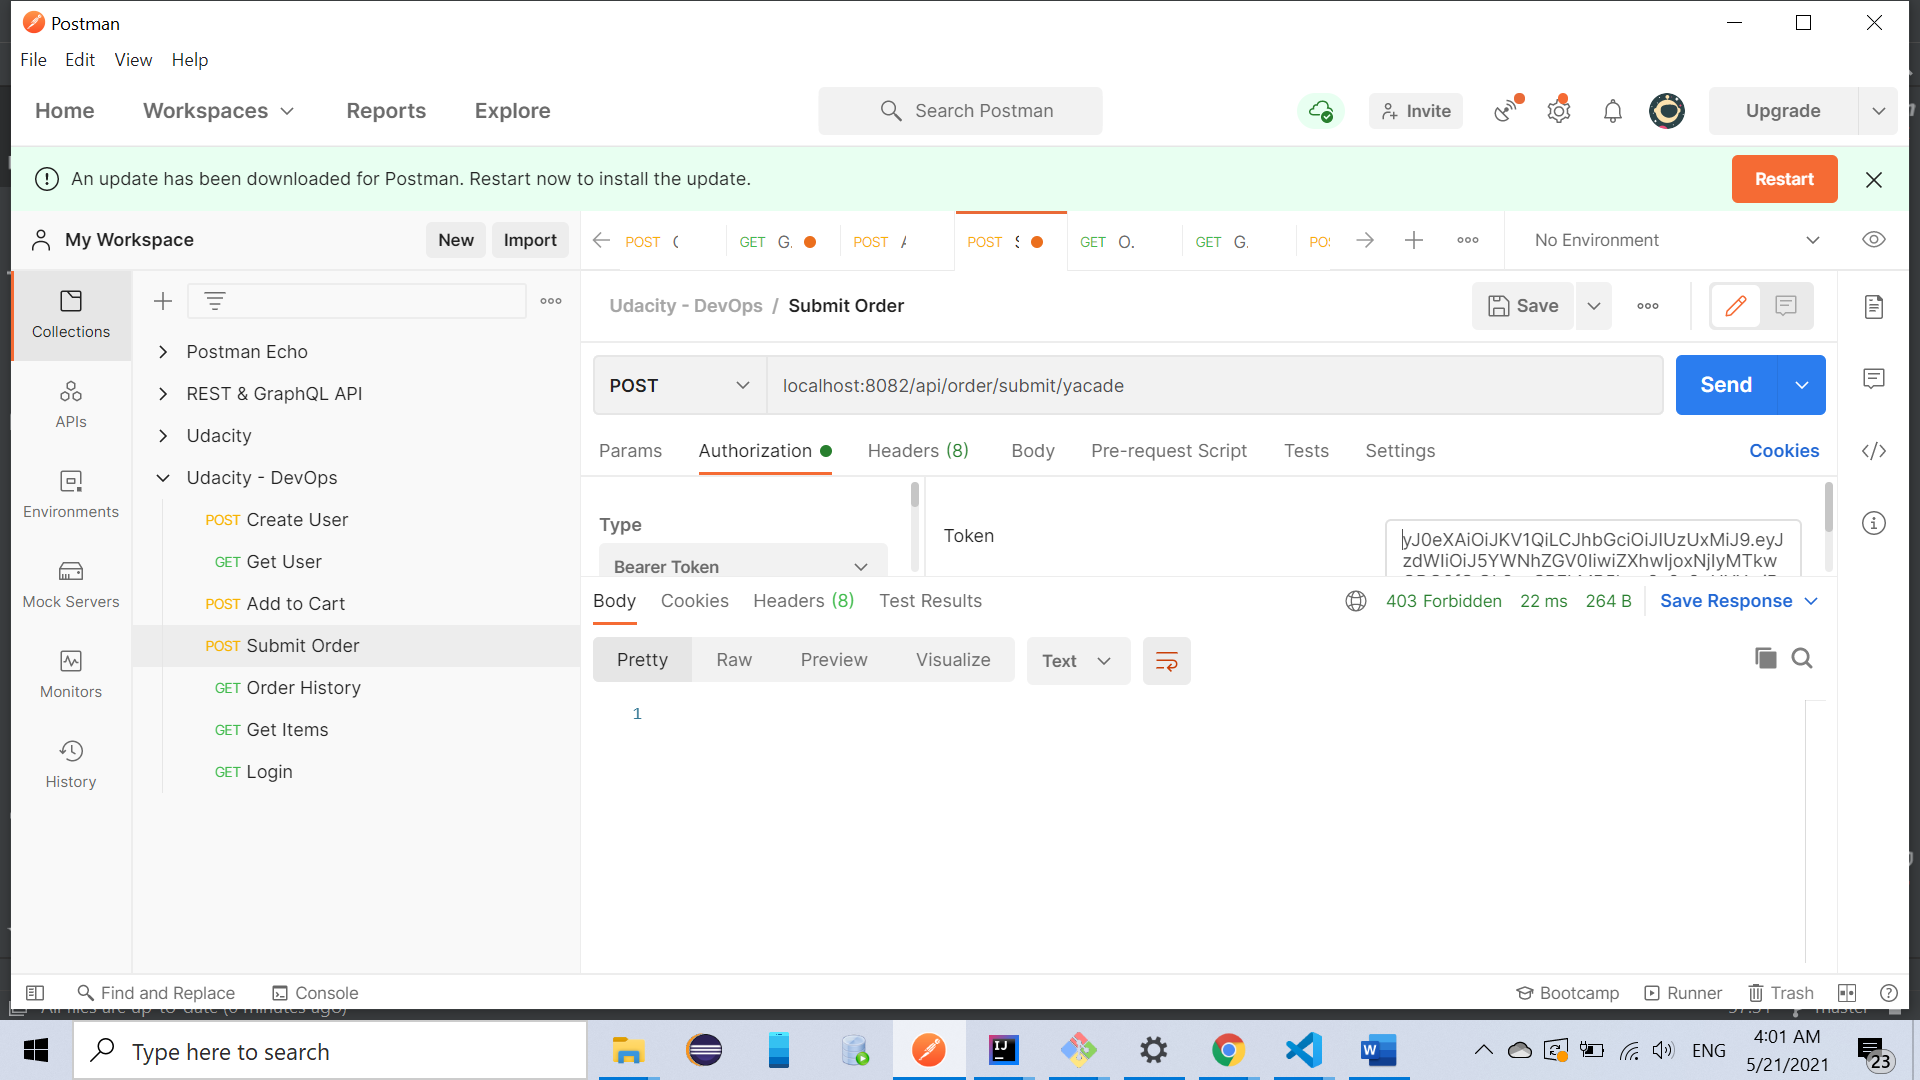 Postman
File Edit View Help
Home Workspaces Reports Explore
Search Postman
Invite
Upgrade
An update has been downloaded for Postman. Restart now to install the update.
Restart
My Workspace
New
Import
POST
GET G.
POST
POST
GET O.
GET G.
No Environment
Collections
APIs
Environments
Mock Servers
Monitors
History
Postman Echo
REST & GraphQL API
Udacity
Udacity - DevOps
POST Create User
GET Get User
POST Add to Cart
POST Submit Order
GET Order History
GET Get Items
GET Login
Udacity - DevOps / Submit Order
Save
POST
localhost:8082/api/order/submit/yacade
Send
Params Authorization Headers (8) Body Pre-request Script Tests Settings
Cookies
Type
Bearer Token
Token
yJ0eXAiOiJKV1QiLCJhbGciOiJIUzUxMiJ9.eyJ
zdWIiOiJ5YWNhZGV0IiwiZXhwIjoxNjIyMTkw
Body Cookies Headers (8) Test Results
403 Forbidden 22 ms 264 B Save Response
Pretty Raw Preview Visualize Text
1
Find and Replace
Console
Bootcamp
Runner
Trash
Type here to search
ENG
4:01 AM
5/21/2021
23